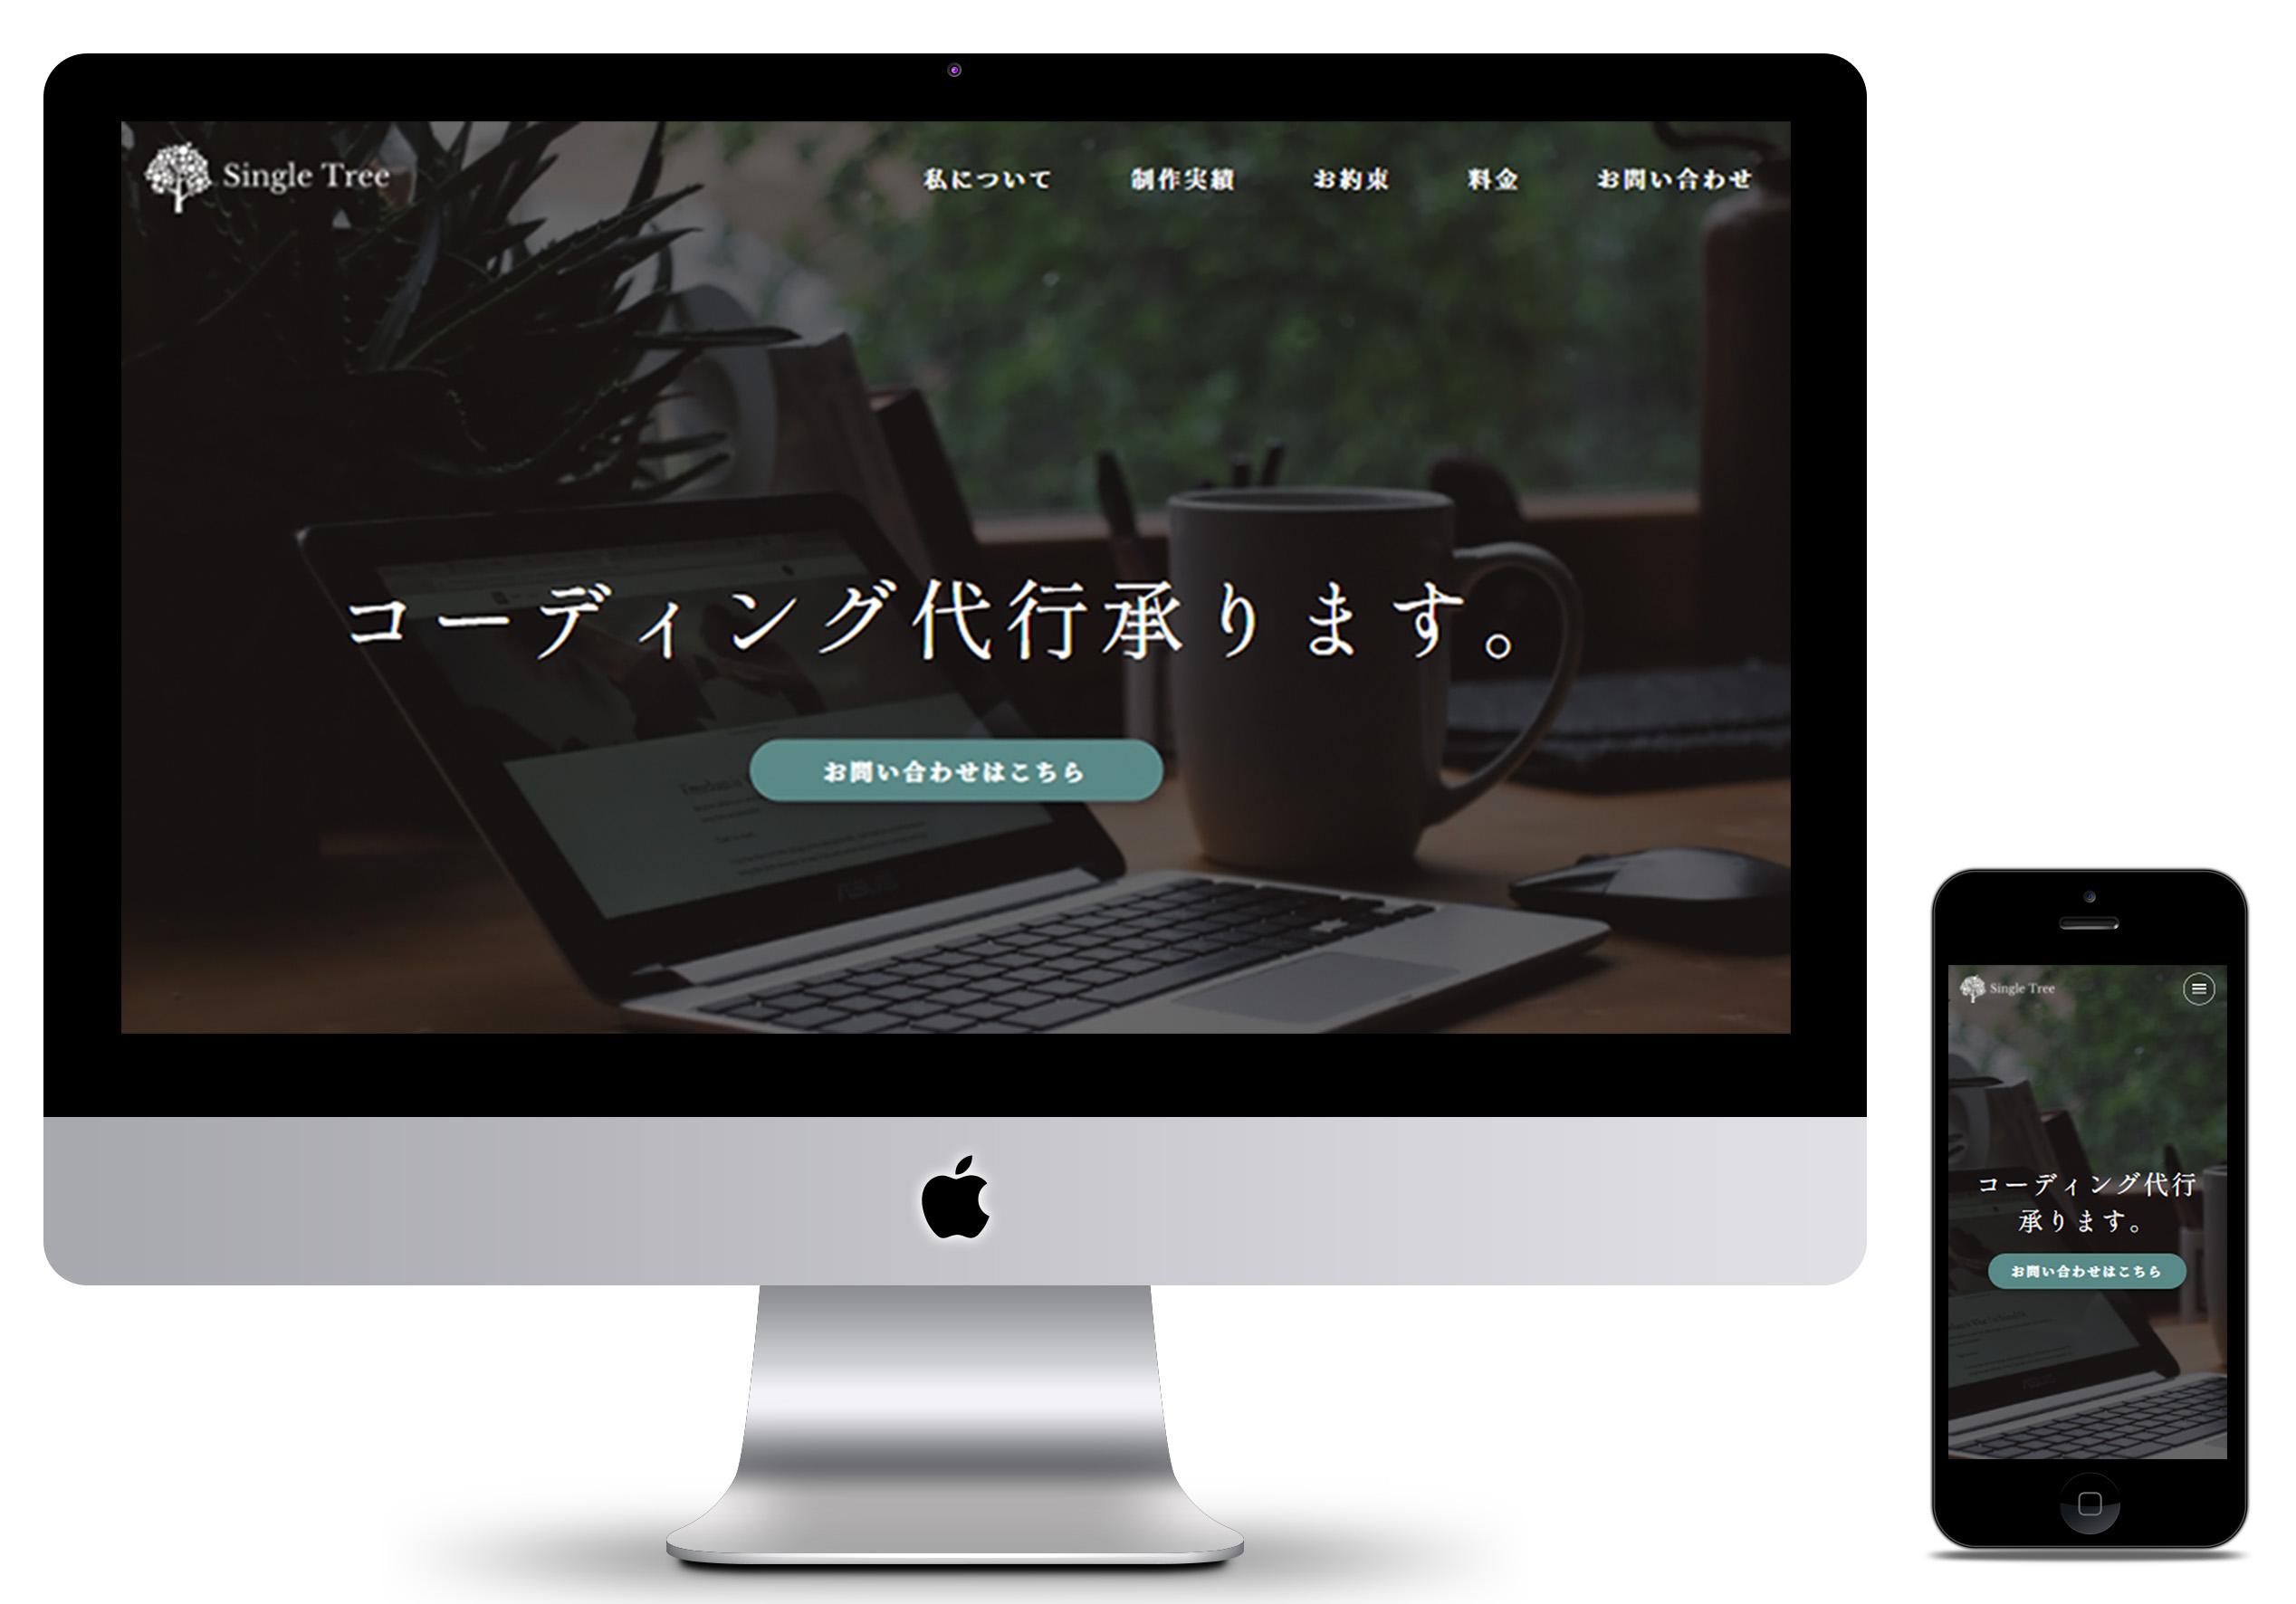 Single Tree
私について 制作実績 お約束 料金 お問い合わせ
コーディング代行承ります。
お問い合わせはこちら
ASUS
Single Tree
コーディング代行
承ります。
お問い合わせはこちら
ASUS